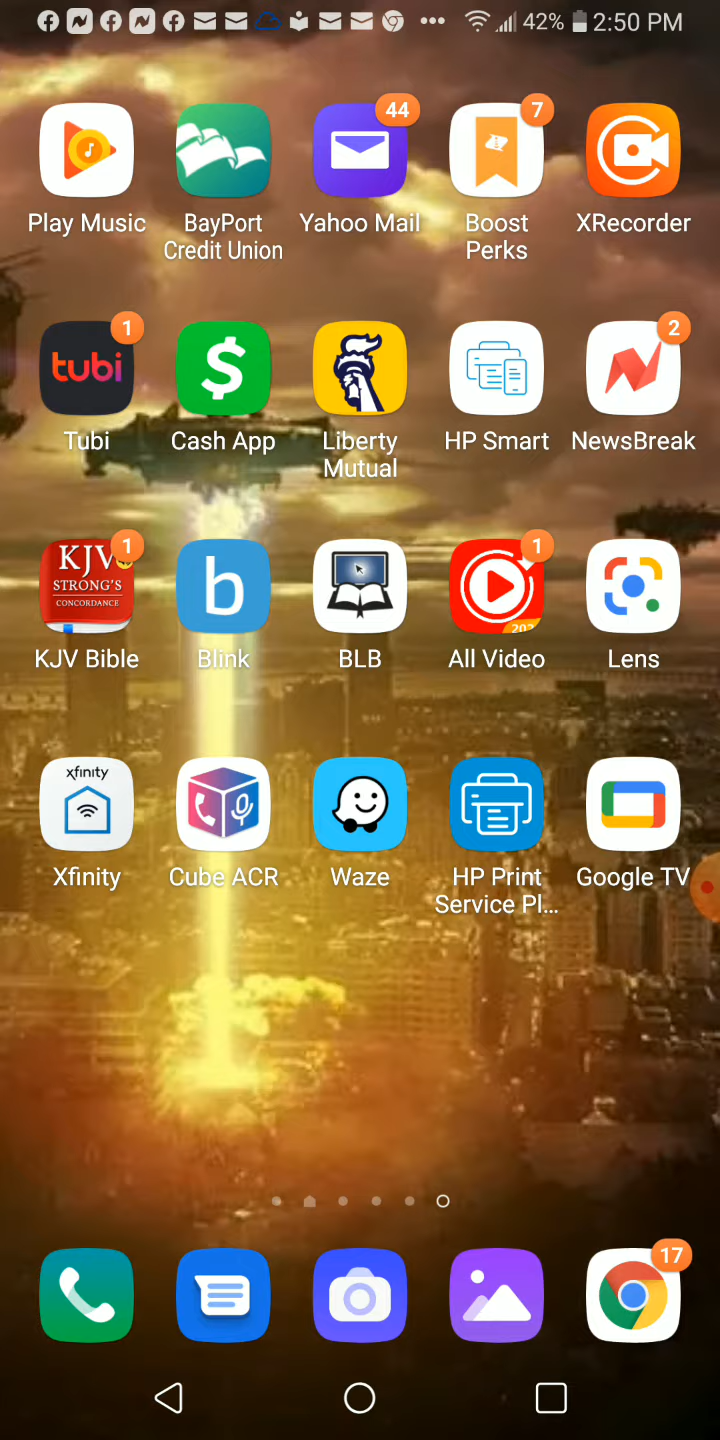 42% 2:50 PM
44 7
Play Music BayPort Credit Union Yahoo Mail Boost Perks XRecorder
1 2
tubi $
Tubi Cash App Liberty Mutual HP Smart NewsBreak
KJV 1 1
STRONG'S
CONCORDANCE
b
202
KJV Bible Blink BLB All Video Lens
xfinity
Xfinity Cube ACR Waze HP Print Service Pl... Google TV
17